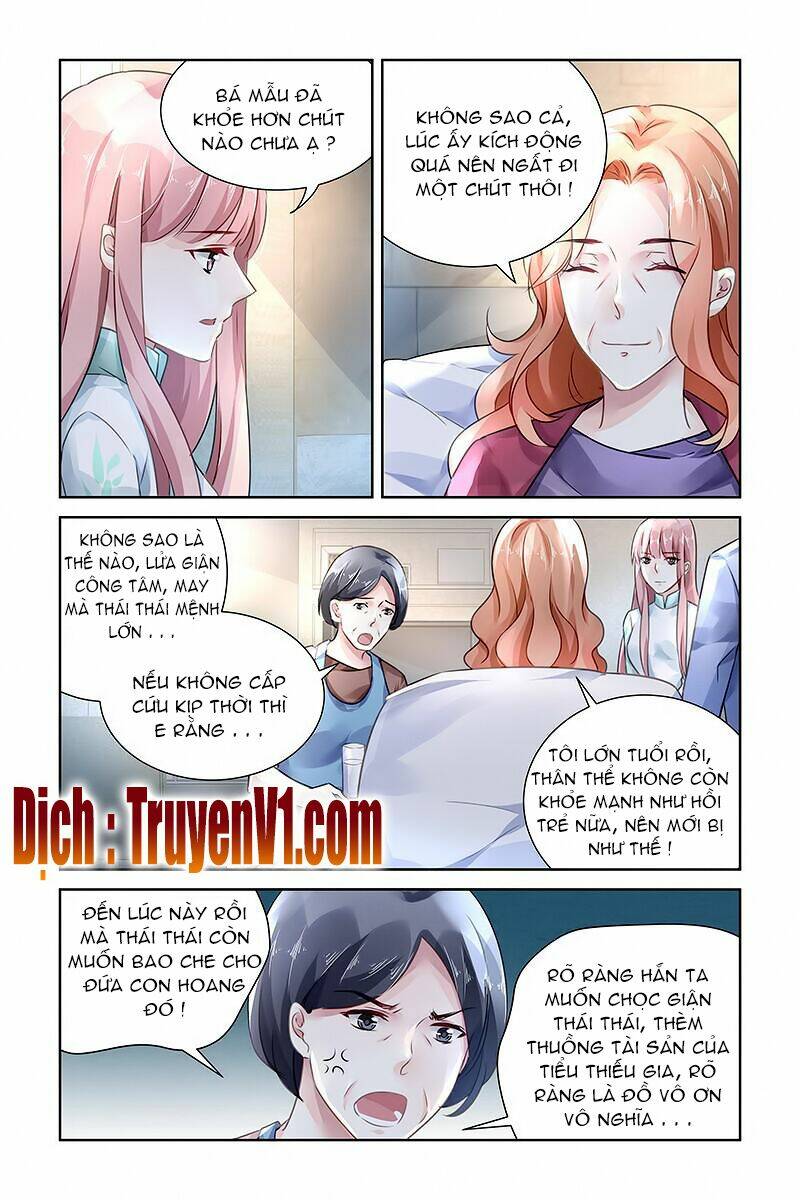 BÁ MẪU ĐÃ
KHỎE HƠN CHÚT
NÀO CHƯA Ạ ?
KHÔNG SAO CẢ,
LÚC ẤY KÍCH ĐỘNG
QUÁ NÊN NGẤT ĐI
MỘT CHÚT THÔI !
KHÔNG SAO LÀ
THẾ NÀO, LỬA GIẬN
CÔNG TÂM, MAY
MÀ THÁI THÁI MỆNH
LỚN . . .
NẾU KHÔNG CẤP
CỨU KỊP THỜI THÌ
E RẰNG . . .
TÔI LỚN TUỔI RỒI,
THÂN THỂ KHÔNG CÒN
KHỎE MẠNH NHƯ HỒI
TRẺ NỮA, NÊN MỚI BỊ
NHƯ THẾ !
Dịch : TruyenV1.com
ĐẾN LÚC NÀY RỒI
MÀ THÁI THÁI CÒN
MUỐN BAO CHE CHO
ĐỨA CON HOANG
ĐÓ !
RÕ RÀNG HẮN TA
MUỐN CHỌC GIẬN
THÁI THÁI, THÈM
THUỒNG TÀI SẢN CỦA
TIỂU THIẾU GIA, RÕ
RÀNG LÀ ĐỒ VÔ ƠN
VÔ NGHĨA . . .